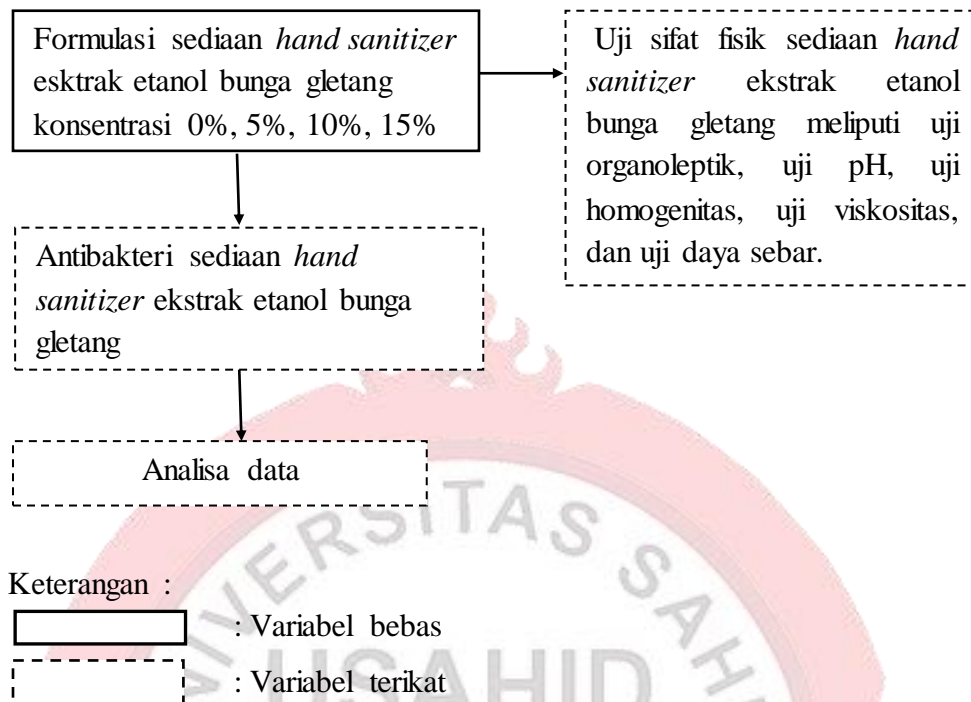 Formulasi sediaan hand sanitizer
esktrak etanol bunga gletang
konsentrasi 0%, 5%, 10%, 15%
Uji sifat fisik sediaan hand
sanitizer ekstrak etanol
bunga gletang meliputi uji
organoleptik, uji pH, uji
homogenitas, uji viskositas,
dan uji daya sebar.
Antibakteri sediaan hand
sanitizer ekstrak etanol bunga
gletang
Analisa data
Keterangan :
: Variabel bebas
: Variabel terikat
USAHID